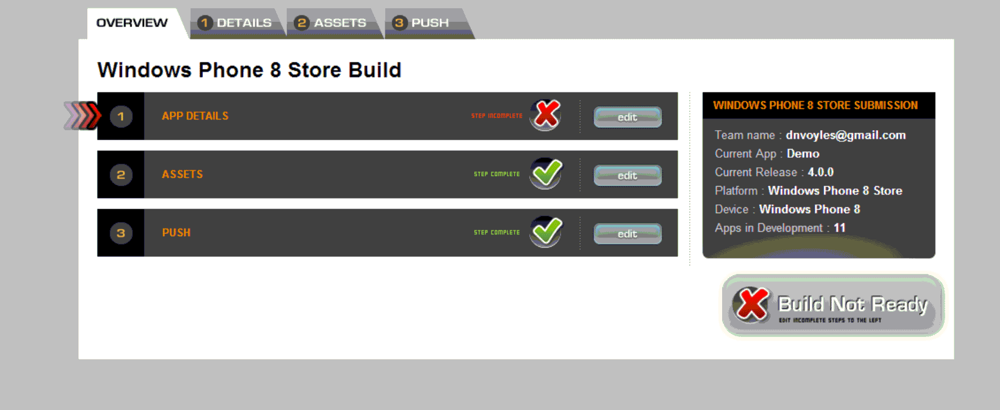 OVERVIEW
1 DETAILS
2 ASSETS
3 PUSH
Windows Phone 8 Store Build
1 APP DETAILS STEP INCOMPLETE edit
2 ASSETS STEP COMPLETE edit
3 PUSH STEP COMPLETE edit
WINDOWS PHONE 8 STORE SUBMISSION
Team name : dnvoyles@gmail.com
Current App : Demo
Current Release : 4.0.0
Platform : Windows Phone 8 Store
Device : Windows Phone 8
Apps in Development : 11
Build Not Ready
EDIT INCOMPLETE STEPS TO THE LEFT